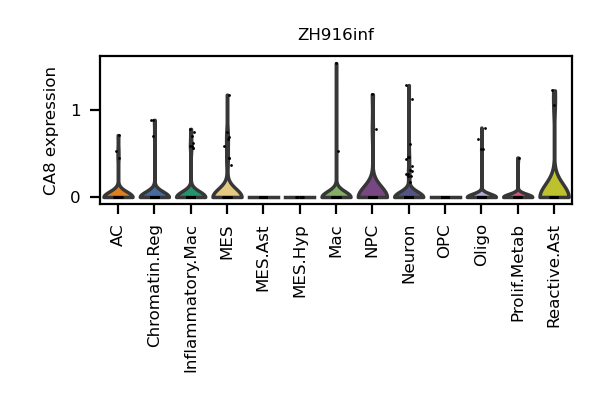 ZH916inf
CA8 expression
1
0
AC
Chromatin.Reg
Inflammatory.Mac
MES
MES.Ast
MES.Hyp
Mac
NPC
Neuron
OPC
Oligo
Prolif.Metab
Reactive.Ast